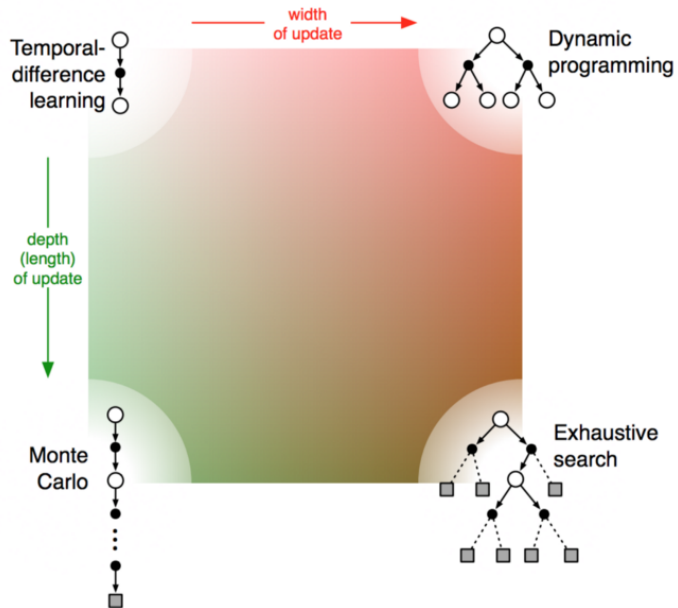 width
of update
Temporal-
difference
learning
Dynamic
programming
depth
(length)
of update
Monte
Carlo
Exhaustive
search